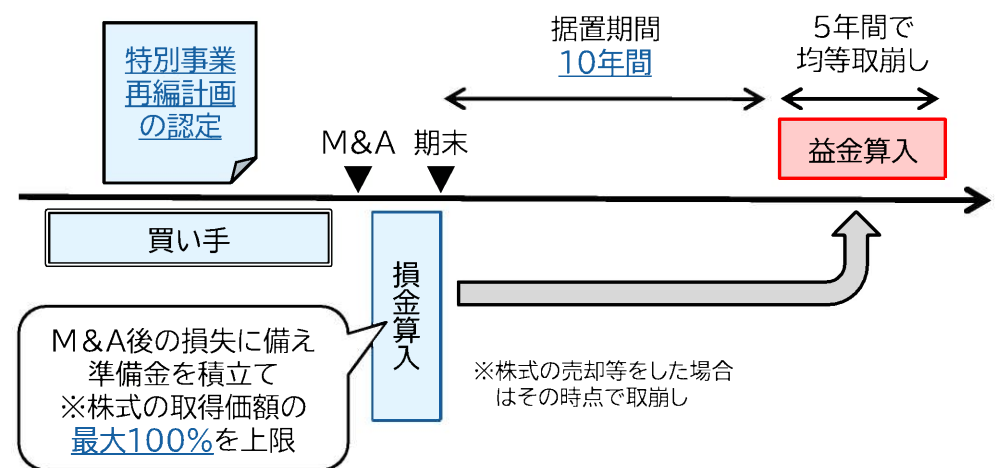 特別事業
再編計画
の認定
M&A
期末
据置期間
10年間
5年間で
均等取崩し
益金算入
買い手
損金算入
M&A後の損失に備え
準備金を積立て
※株式の取得価額の
最大100%を上限
※株式の売却等をした場合
はその時点で取崩し